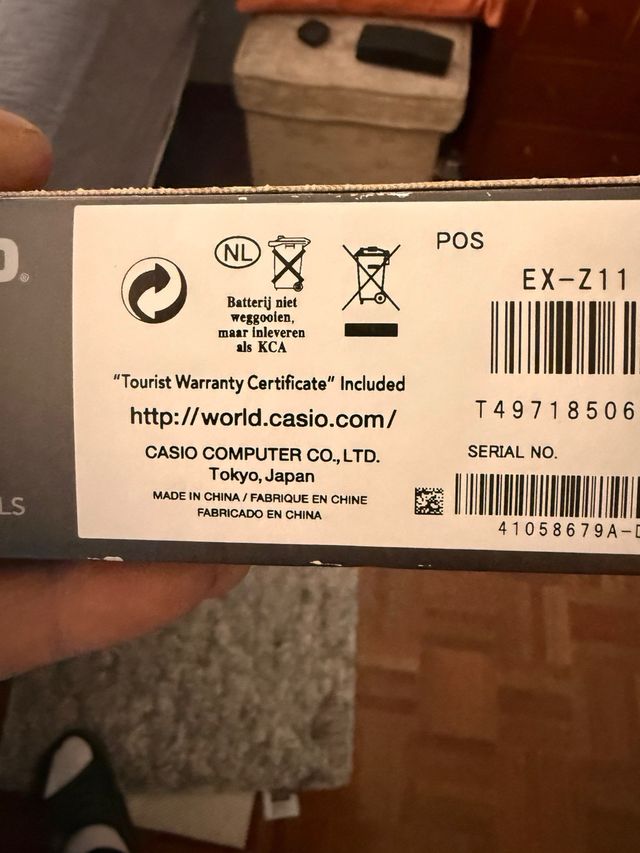 NL
Batterij niet
weggooien,
maar inleveren
als KCA
"Tourist Warranty Certificate" Included
http://world.casio.com/
CASIO COMPUTER CO., LTD.
Tokyo, Japan
MADE IN CHINA / FABRIQUE EN CHINE
FABRICADO EN CHINA
POS
EX-Z11
T49718506
SERIAL NO.
41058679A-D
LS